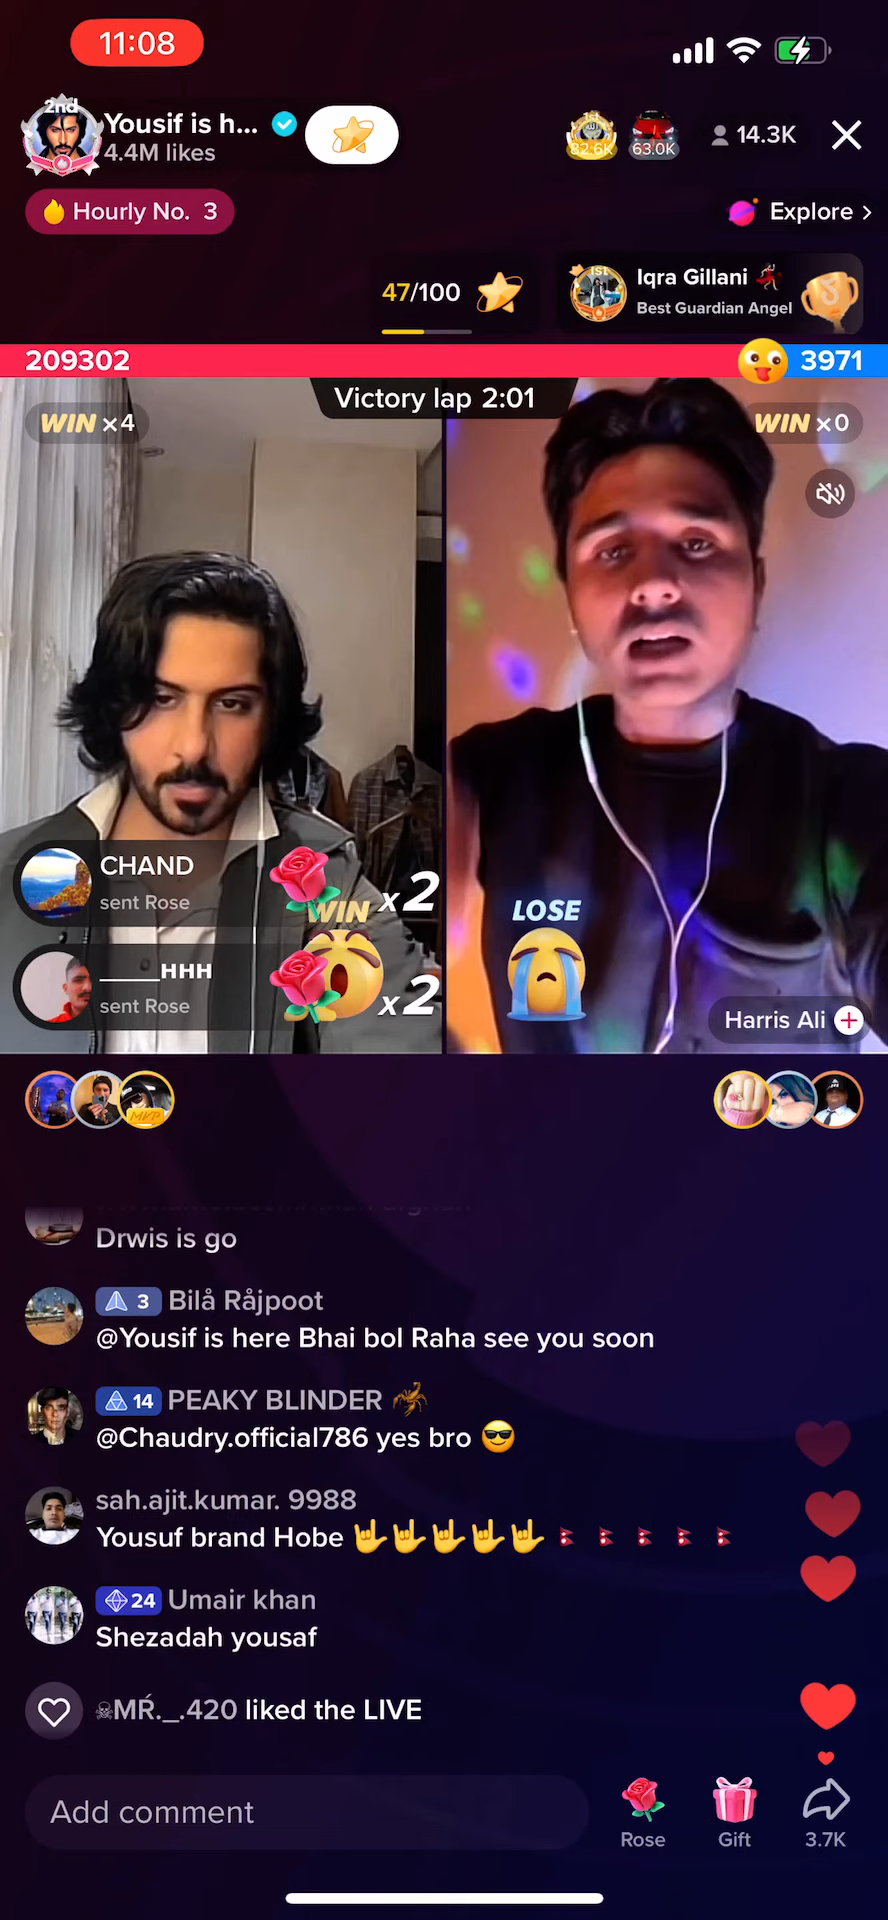 11:08
2nd
Yousif is h...
4.4M likes
1st
82.6K
63.0K
14.3K
Hourly No. 3
Explore >
47/100
1ST
Iqra Gillani
Best Guardian Angel
209302
3971
Victory lap 2:01
WIN x4
WIN x0
CHAND
sent Rose
x2
WIN
LOSE
____HHH
sent Rose
x2
Harris Ali
MVP
Drwis is go
3 Bilå Råjpoot
@Yousif is here Bhai bol Raha see you soon
14 PEAKY BLINDER 🦂
@Chaudry.official786 yes bro 😎
sah.ajit.kumar. 9988
Yousuf brand Hobe 🤟🤟🤟🤟🤟 🇳🇵 🇳🇵 🇳🇵 🇳🇵 🇳🇵
24 Umair khan
Shezadah yousaf
☠MŔ._.420 liked the LIVE
Add comment
Rose
Gift
3.7K